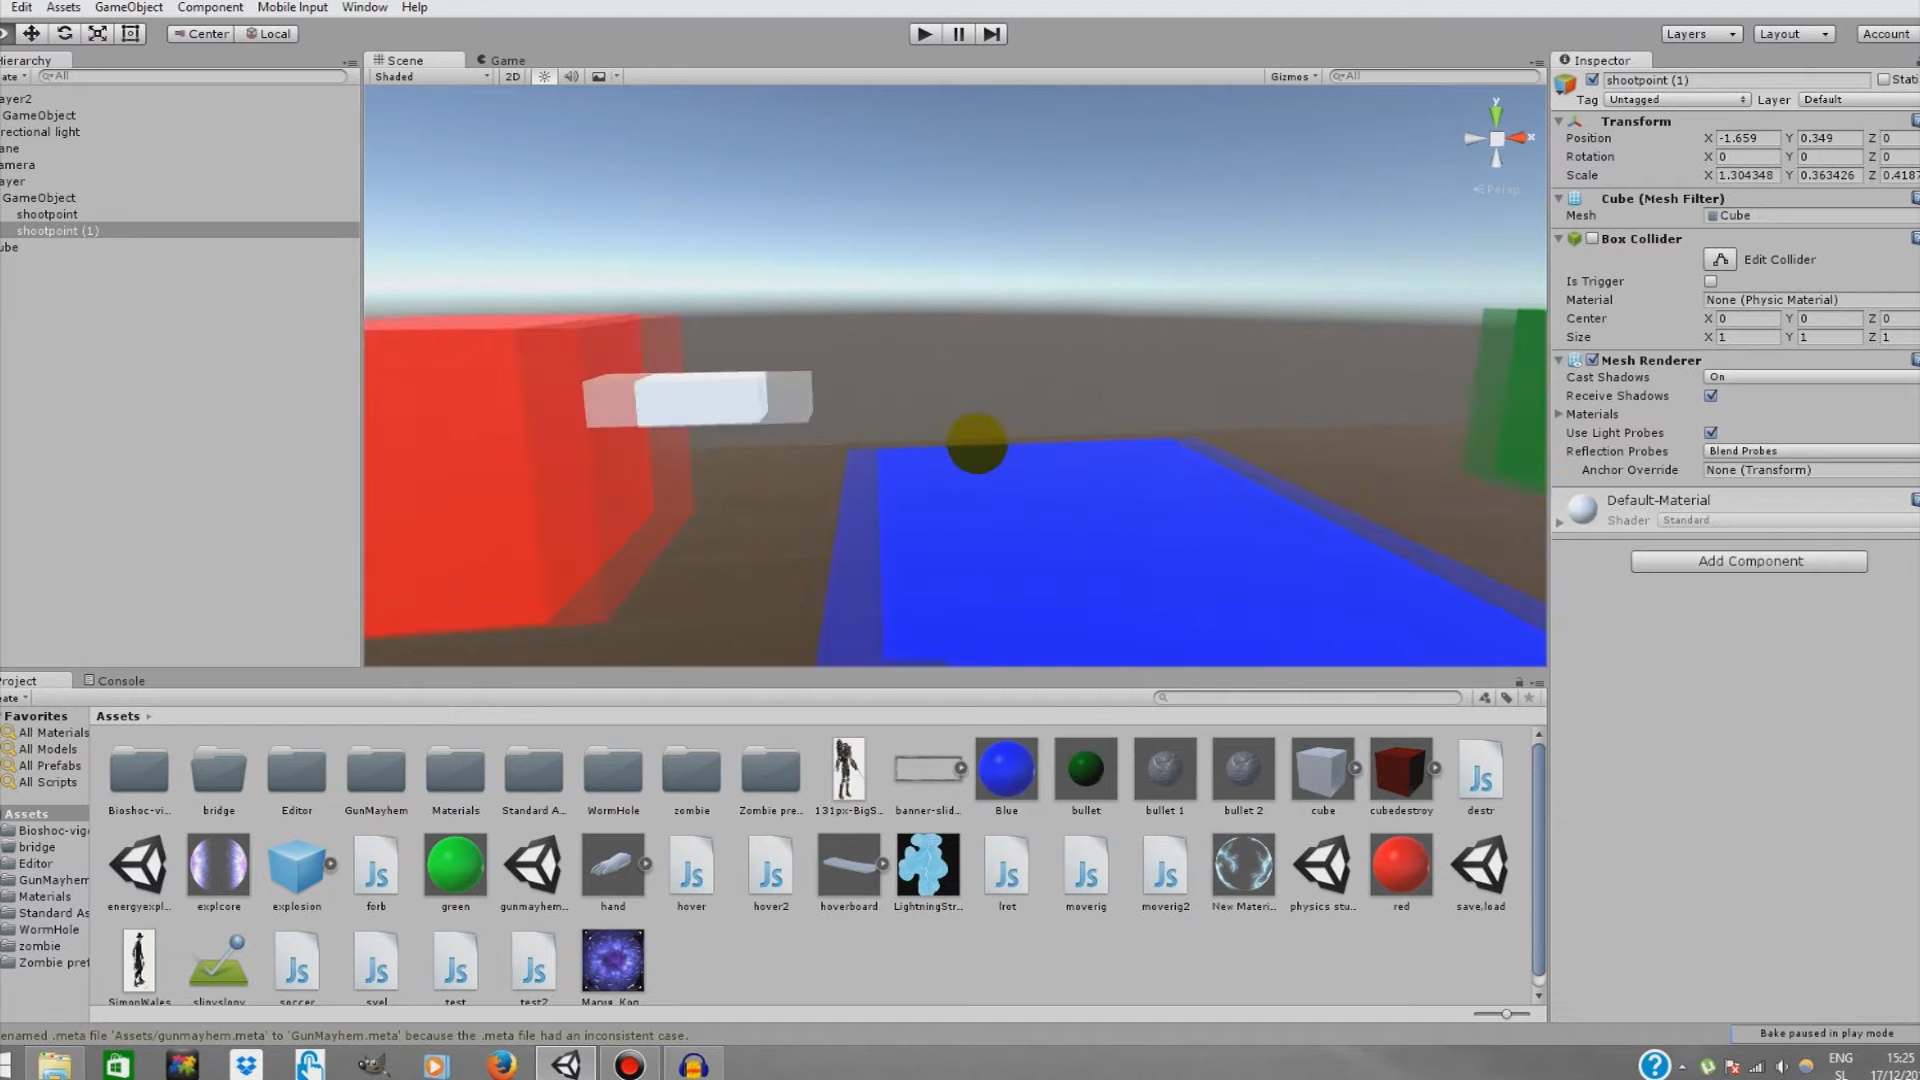 Edit Assets GameObject Component Mobile Input Window Help
Center Local Layers Layout Account
Hierarchy
Scene Game
Inspector
All
Shaded 2D Gizmos All
shootpoint (1)
Tag Untagged Layer Default
ayer2
GameObject
rectional light
ane
amera
ayer
GameObject
shootpoint
shootpoint (1)
ube
y
x
Persp
Transform
Position X -1.659 Y 0.349 Z 0
Rotation X 0 Y 0 Z 0
Scale X 1.304348 Y 0.363426 Z 0.4187
Cube (Mesh Filter)
Mesh Cube
Box Collider
Edit Collider
Is Trigger
Material None (Physic Material)
Center X 0 Y 0 Z 0
Size X 1 Y 1 Z 1
Mesh Renderer
Cast Shadows On
Receive Shadows
Materials
Use Light Probes
Reflection Probes Blend Probes
Anchor Override None (Transform)
Default-Material
Shader Standard
Add Component
Project Console
Favorites
All Materials
All Models
All Prefabs
All Scripts
Assets
Bioshoc-vig
bridge
Editor
GunMayhem
Materials
Standard As
WormHole
zombie
Zombie pref
Assets
Bioshoc-vi... bridge Editor GunMayhem Materials Standard A... WormHole zombie Zombie pre... 131px-BigS... banner-slid... Blue bullet bullet 1 bullet 2 cube cubedestroy destr
energyexpl... explcore explosion forb green gunmayhem... hand hover hover2 hoverboard LightningStr... lrot moverig moverig2 New Materi... physics stu... red save,load
SimonWales slipyslopy soccer svel test test2
enamed .meta file 'Assets/gunmayhem.meta' to 'GunMayhem.meta' because the .meta file had an inconsistent case.
Bake paused in play mode
ENG 15:25
SL 17/12/20